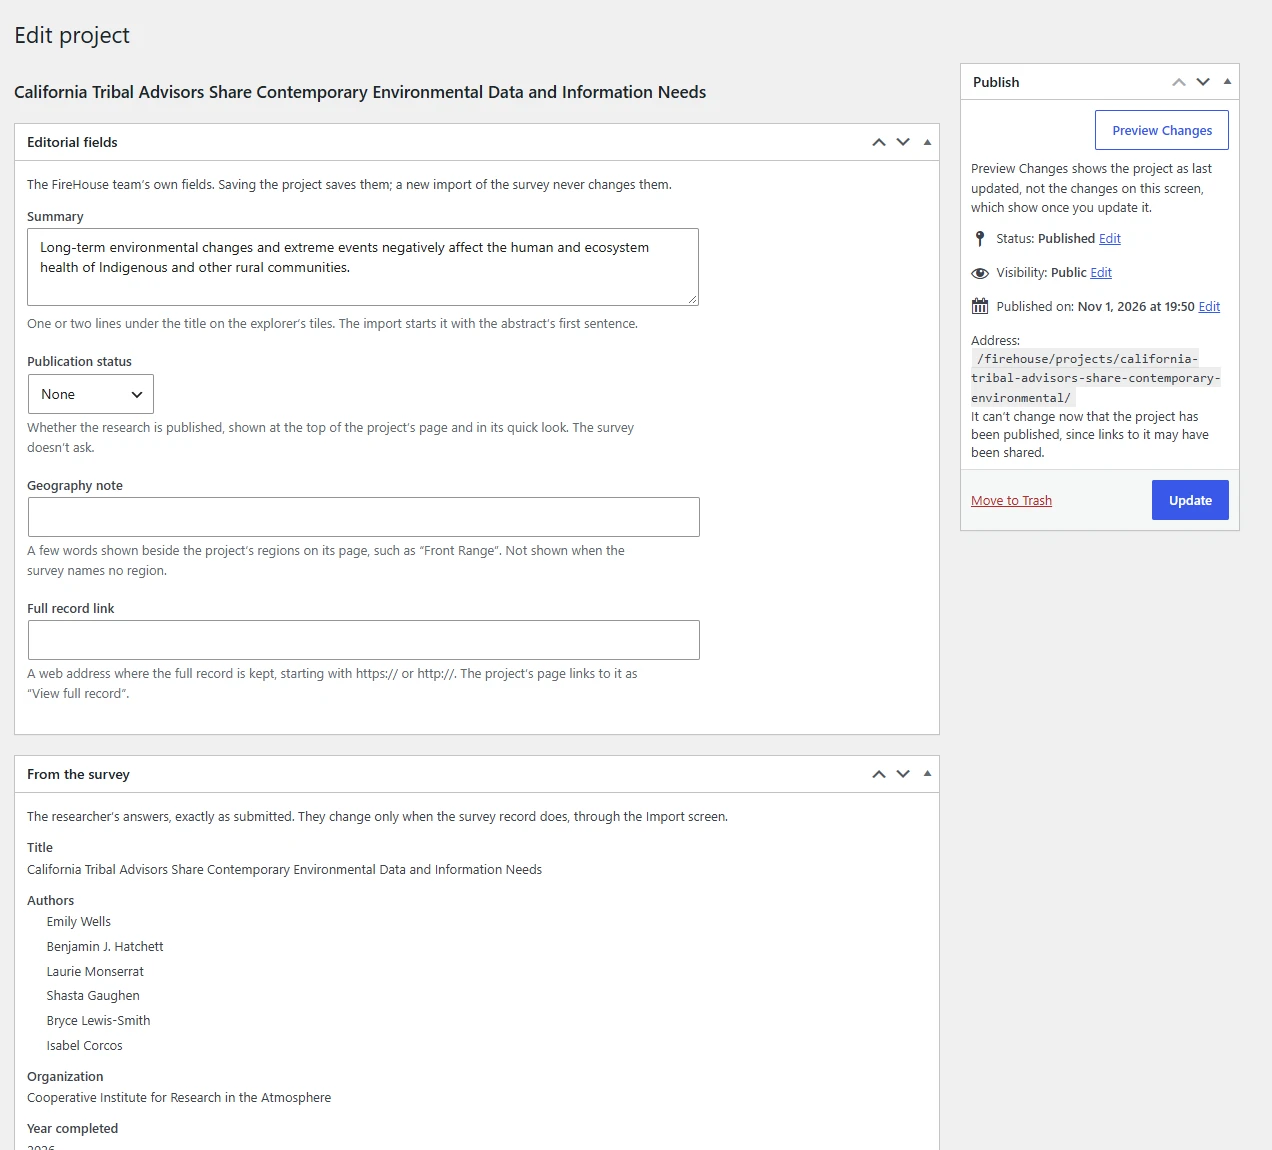 Edit project
California Tribal Advisors Share Contemporary Environmental Data and Information Needs
Editorial fields
The FireHouse team’s own fields. Saving the project saves them; a new import of the survey never changes them.
Summary
Long-term environmental changes and extreme events negatively affect the human and ecosystem
health of Indigenous and other rural communities.
One or two lines under the title on the explorer’s tiles. The import starts it with the abstract’s first sentence.
Publication status
None
Whether the research is published, shown at the top of the project’s page and in its quick look. The survey
doesn’t ask.
Geography note
A few words shown beside the project’s regions on its page, such as “Front Range”. Not shown when the
survey names no region.
Full record link
A web address where the full record is kept, starting with https:// or http://. The project’s page links to it as
“View full record”.
From the survey
The researcher’s answers, exactly as submitted. They change only when the survey record does, through the Import screen.
Title
California Tribal Advisors Share Contemporary Environmental Data and Information Needs
Authors
Emily Wells
Benjamin J. Hatchett
Laurie Monserrat
Shasta Gaughen
Bryce Lewis-Smith
Isabel Corcos
Organization
Cooperative Institute for Research in the Atmosphere
Year completed
2026
Publish
Preview Changes
Preview Changes shows the project as last
updated, not the changes on this screen,
which show once you update it.
Status: Published Edit
Visibility: Public Edit
Published on: Nov 1, 2026 at 19:50 Edit
Address:
/firehouse/projects/california-
tribal-advisors-share-contemporary-
environmental/
It can’t change now that the project has
been published, since links to it may have
been shared.
Move to Trash
Update